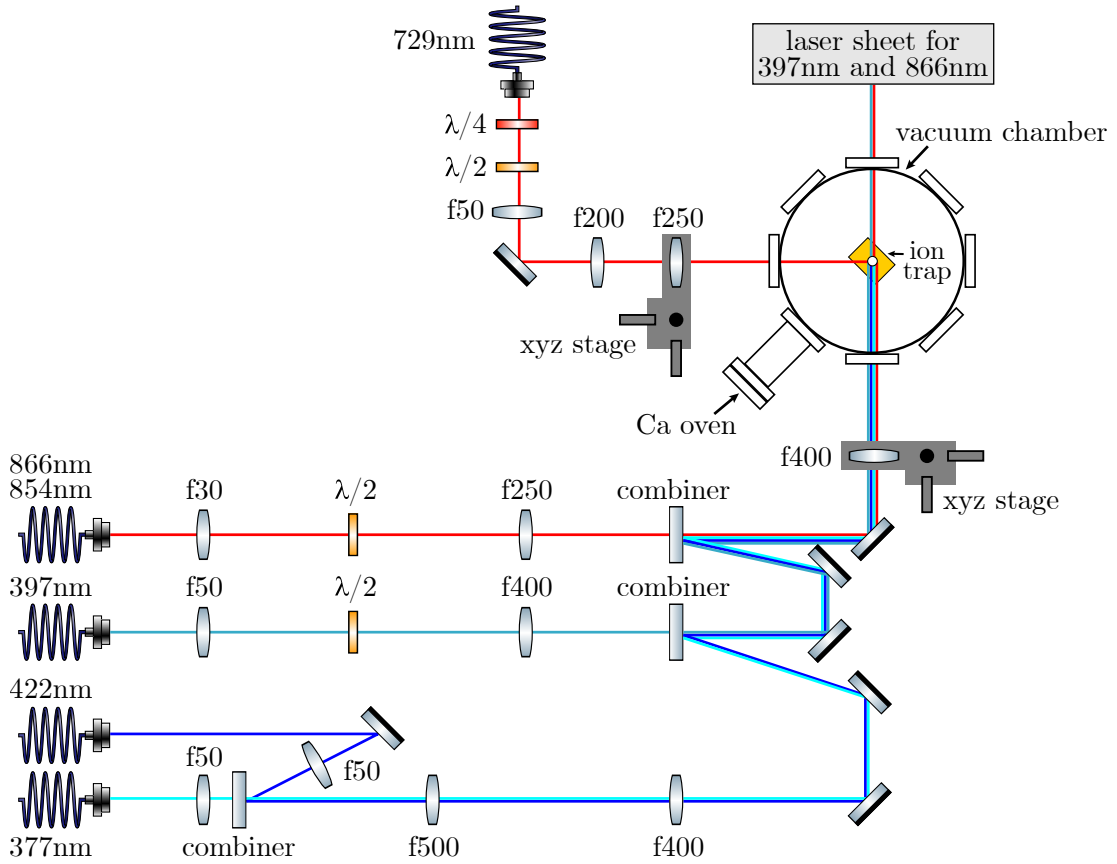 729nm
laser sheet for
397nm and 866nm
λ/4
vacuum chamber
λ/2
f50
f200
f250
ion
trap
xyz stage
Ca oven
f400
xyz stage
866nm
854nm
f30
λ/2
f250
combiner
397nm
f50
λ/2
f400
combiner
422nm
f50
f50
377nm
combiner
f500
f400